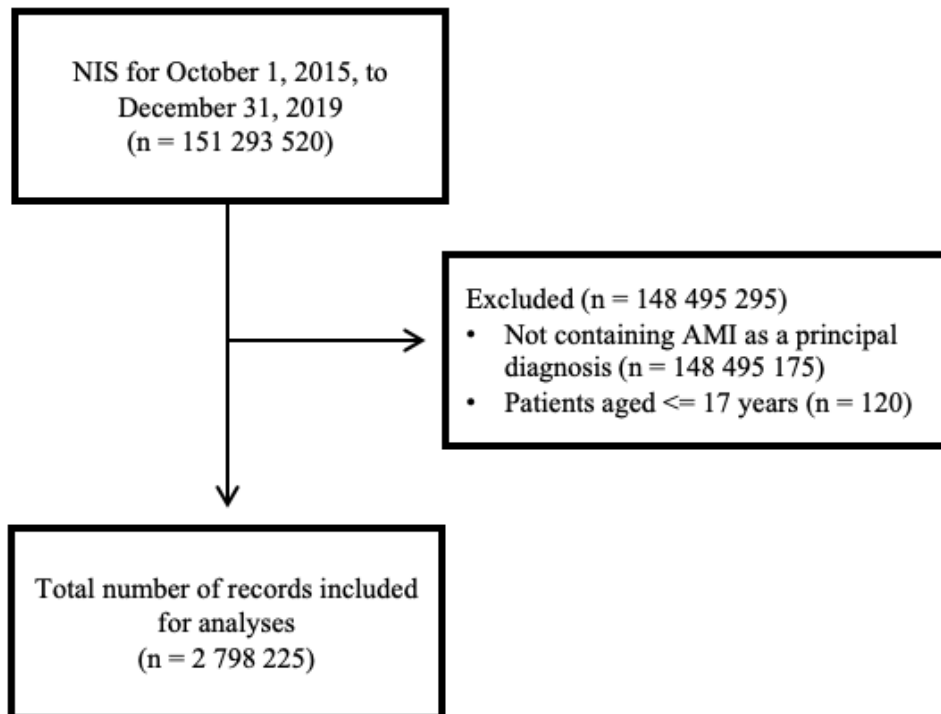 NIS for October 1, 2015, to
December 31, 2019
(n = 151 293 520)
Excluded (n = 148 495 295)
• Not containing AMI as a principal
diagnosis (n = 148 495 175)
• Patients aged <= 17 years (n = 120)
Total number of records included
for analyses
(n = 2 798 225)